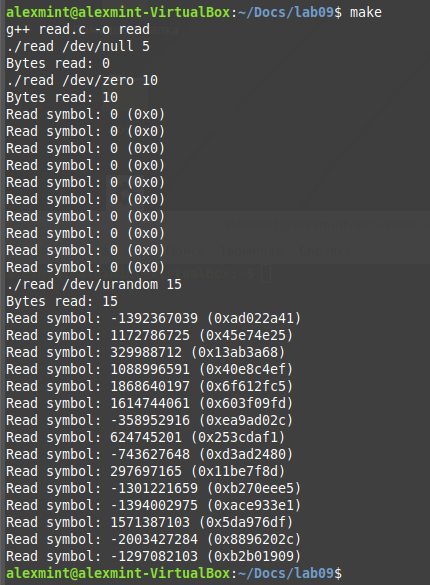 alexmint@alexmint-VirtualBox:~/Docs/lab09$ make
g++ read.c -o read
./read /dev/null 5
Bytes read: 0
./read /dev/zero 10
Bytes read: 10
Read symbol: 0 (0x0)
Read symbol: 0 (0x0)
Read symbol: 0 (0x0)
Read symbol: 0 (0x0)
Read symbol: 0 (0x0)
Read symbol: 0 (0x0)
Read symbol: 0 (0x0)
Read symbol: 0 (0x0)
Read symbol: 0 (0x0)
Read symbol: 0 (0x0)
./read /dev/urandom 15
Bytes read: 15
Read symbol: -1392367039 (0xad022a41)
Read symbol: 1172786725 (0x45e74e25)
Read symbol: 329988712 (0x13ab3a68)
Read symbol: 1088996591 (0x40e8c4ef)
Read symbol: 1868640197 (0x6f612fc5)
Read symbol: 1614744061 (0x603f09fd)
Read symbol: -358952916 (0xea9ad02c)
Read symbol: 624745201 (0x253cdaf1)
Read symbol: -743627648 (0xd3ad2480)
Read symbol: 297697165 (0x11be7f8d)
Read symbol: -1301221659 (0xb270eee5)
Read symbol: -1394002975 (0xace933e1)
Read symbol: 1571387103 (0x5da976df)
Read symbol: -2003427284 (0x8896202c)
Read symbol: -1297082103 (0xb2b01909)
alexmint@alexmint-VirtualBox:~/Docs/lab09$